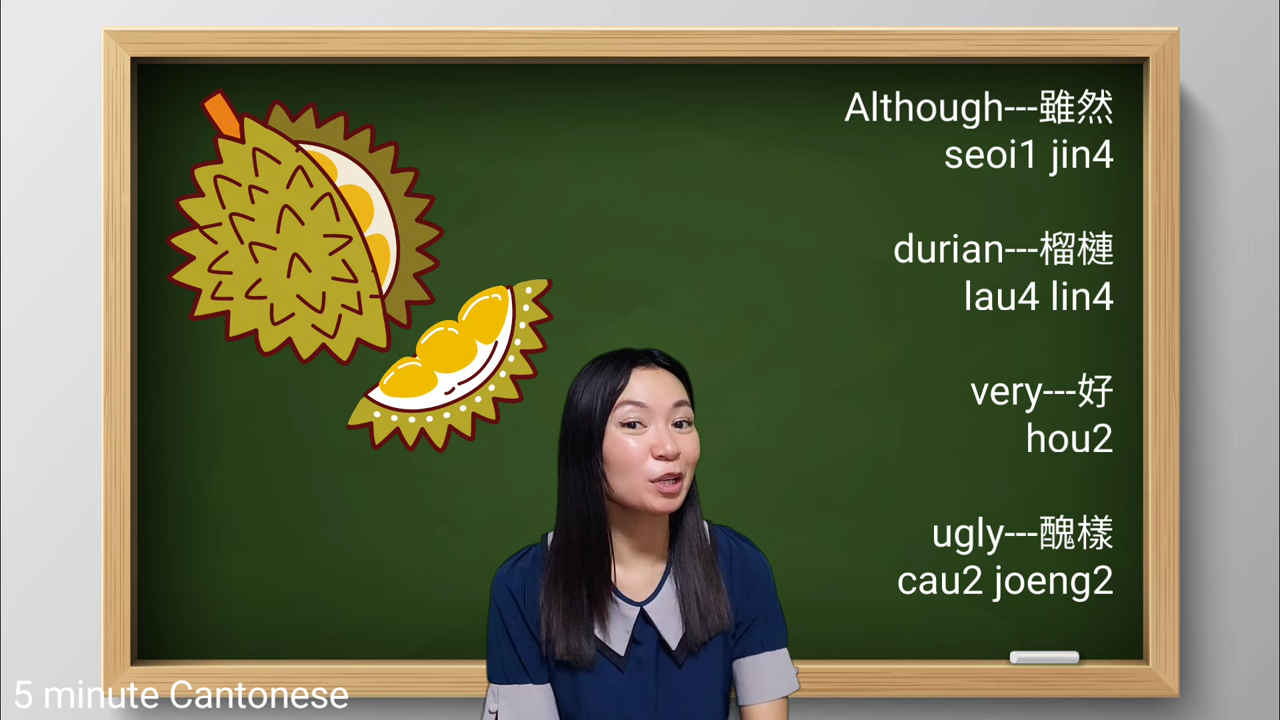 Although---雖然
seoi1 jin4
durian---榴槤
lau4 lin4
very---好
hou2
ugly---醜樣
cau2 joeng2
5 minute Cantonese